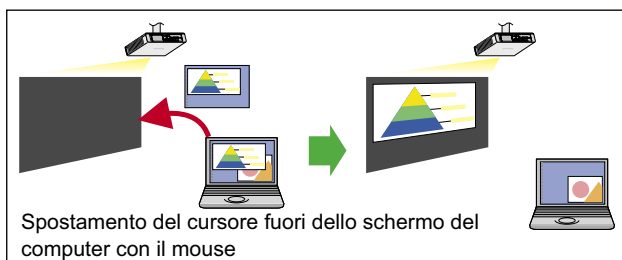 Spostamento del cursore fuori dello schermo del
computer con il mouse